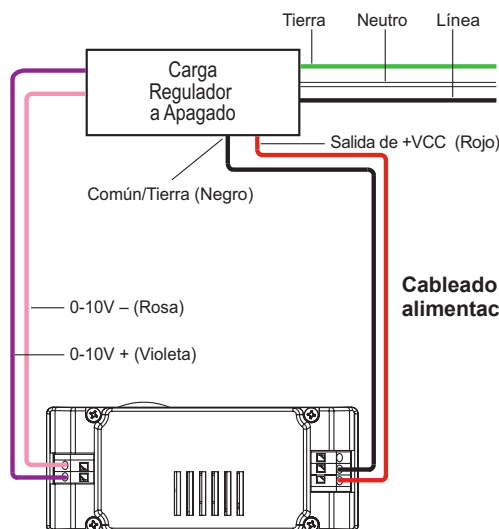 Tierra Neutro Línea
Carga
Regulador
a Apagado
Salida de +VCC (Rojo)
Común/Tierra (Negro)
Cableado
0-10V – (Rosa)
0-10V + (Violeta)